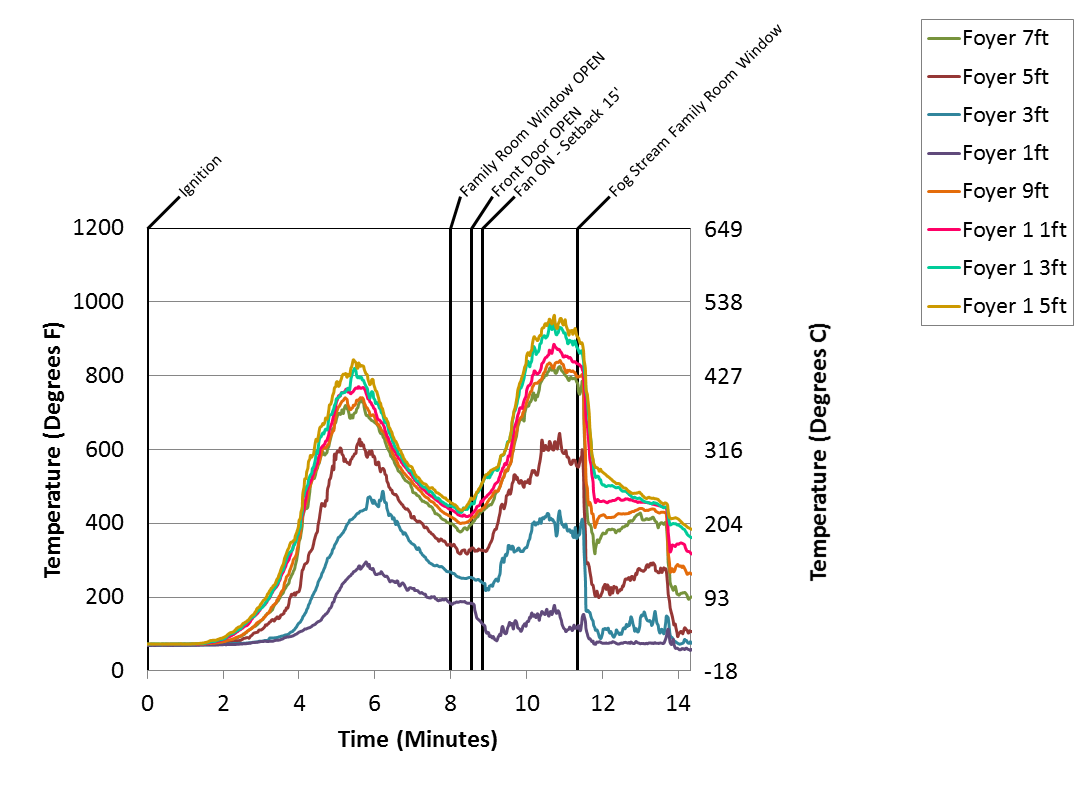 Ignition
Family Room Window OPEN
Front Door OPEN
Fan ON - Setback 15'
Fog Stream Family Room Window
Foyer 7ft
Foyer 5ft
Foyer 3ft
Foyer 1ft
Foyer 9ft
Foyer 1 1ft
Foyer 1 3ft
Foyer 1 5ft
Temperature (Degrees F)
1200
1000
800
600
400
200
0
649
538
427
316
204
93
-18
Temperature (Degrees C)
0 2 4 6 8 10 12 14
Time (Minutes)